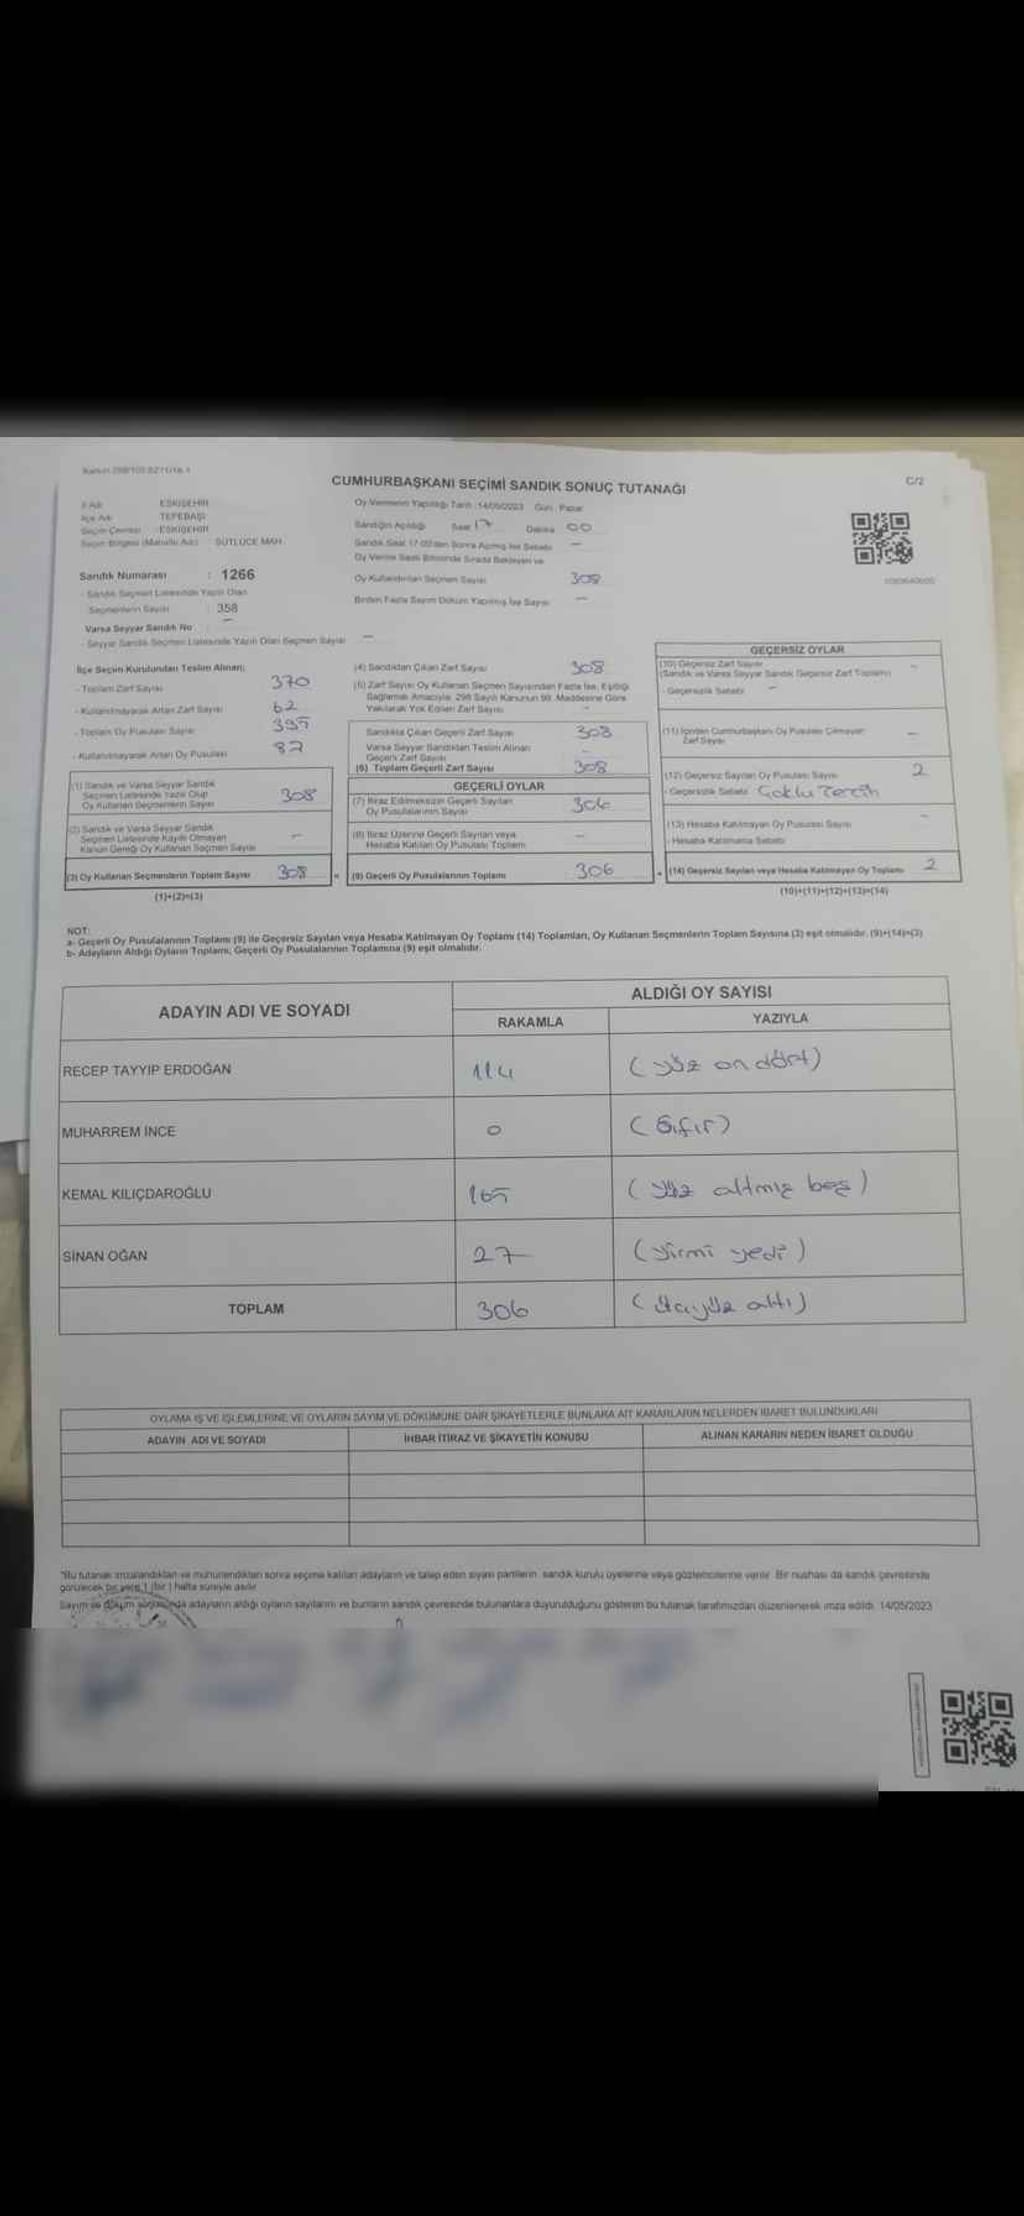 CUMHURBAŞKANI SEÇİMİ SANDIK SONUÇ TUTANAĞI
C/2
İl Adı ESKİŞEHİR
İlçe Adı TEPEBAŞI
Seçim Çevresi : ESKİŞEHİR
Seçim Bölgesi (Mahalle Adı) SÜTLÜCE MAH.
Sandık Numarası : 1266
- Sandık Seçmen Listesinde Yazılı Olan
Seçmenlerin Sayısı : 358
Varsa Seyyar Sandık No –
- Seyyar Sandık Seçmen Listesinde Yazılı Olan Seçmen Sayısı –
Oy Vermenin Yapıldığı Tarih :14/05/2023 Gün : Pazar
Sandığın Açıldığı Saat 17 Dakika 00
Sandık Saat 17:00'den Sonra Açılmış İse Sebebi –
Oy Verme Saati Bitiminde Sırada Bekleyen ve
Oy Kullandırılan Seçmen Sayısı 308
Birden Fazla Sayım Döküm Yapılmış İse Sayısı –
İlçe Seçim Kurulundan Teslim Alınan;
- Toplam Zarf Sayısı 370
- Kullanılmayarak Artan Zarf Sayısı 62
- Toplam Oy Pusulası Sayısı 395
- Kullanılmayarak Artan Oy Pusulası 87
(1) Sandık ve Varsa Seyyar Sandık
Seçmen Listesinde Yazılı Olup
Oy Kullanan Seçmenlerin Sayısı 308
(2) Sandık ve Varsa Seyyar Sandık
Seçmen Listesinde Kayıtlı Olmayan
Kanun Gereği Oy Kullanan Seçmen Sayısı –
(3) Oy Kullanan Seçmenlerin Toplam Sayısı 308
(1)+(2)=(3)
(4) Sandıktan Çıkan Zarf Sayısı 308
(5) Zarf Sayısı Oy Kullanan Seçmen Sayısından Fazla İse, Eşitliği
Sağlamak Amacıyla, 298 Sayılı Kanunun 98. Maddesine Göre
Yakılarak Yok Edilen Zarf Sayısı –
Sandıkta Çıkan Geçerli Zarf Sayısı 308
Varsa Seyyar Sandıktan Teslim Alınan
Geçerli Zarf Sayısı –
(6) Toplam Geçerli Zarf Sayısı 308
GEÇERLİ OYLAR
(7) İtiraz Edilmeksizin Geçerli Sayılan
Oy Pusulalarının Sayısı 306
(8) İtiraz Üzerine Geçerli Sayılan veya
Hesaba Katılan Oy Pusulası Toplamı –
= (9) Geçerli Oy Pusulalarının Toplamı 306
GEÇERSİZ OYLAR
(10) Geçersiz Zarf Sayısı –
(Sandık ve Varsa Seyyar Sandık Geçersiz Zarf Toplamı)
- Geçersizlik Sebebi –
(11) İçinden Cumhurbaşkanı Oy Pusulası Çıkmayan
Zarf Sayısı –
(12) Geçersiz Sayılan Oy Pusulası Sayısı 2
- Geçersizlik Sebebi Çoklu Tercih
(13) Hesaba Katılmayan Oy Pusulası Sayısı –
- Hesaba Katılmama Sebebi
+ (14) Geçersiz Sayılan veya Hesaba Katılmayan Oy Toplamı 2
(10)+(11)+(12)+(13)=(14)
NOT:
a- Geçerli Oy Pusulalarının Toplamı (9) ile Geçersiz Sayılan veya Hesaba Katılmayan Oy Toplamı (14) Toplamları, Oy Kullanan Seçmenlerin Toplam Sayısına (3) eşit olmalıdır. (9)+(14)=(3)
b- Adayların Aldığı Oyların Toplamı, Geçerli Oy Pusulalarının Toplamına (9) eşit olmalıdır.
ADAYIN ADI VE SOYADI ALDIĞI OY SAYISI
RAKAMLA YAZIYLA
RECEP TAYYIP ERDOĞAN 114 (yüz on dört)
MUHARREM İNCE 0 (Sıfır)
KEMAL KILIÇDAROĞLU 165 (yüz altmış beş)
SİNAN OĞAN 27 (yirmi yedi)
TOPLAM 306 (üçyüz altı)
OYLAMA İŞ VE İŞLEMLERİNE VE OYLARIN SAYIM VE DÖKÜMÜNE DAİR ŞİKAYETLERLE BUNLARA AİT KARARLARIN NELERDEN İBARET BULUNDUKLARI
ADAYIN ADI VE SOYADI İHBAR İTİRAZ VE ŞİKAYETİN KONUSU ALINAN KARARIN NEDEN İBARET OLDUĞU
"Bu tutanak imzalandıktan ve mühürlendikten sonra seçime katılan adayların ve talep eden siyasi partilerin sandık kurulu üyelerine veya gözlemcilerine verilir. Bir nüshası da sandık çevresinde
görülecek bir yere 1 (bir) hafta süreyle asılır.
Sayım ve döküm sonucunda adayların aldığı oyların sayılarını ve bunların sandık çevresinde bulunanlara duyurulduğunu gösteren bu tutanak tarafımızdan düzenlenerek imza edildi. 14/05/2023